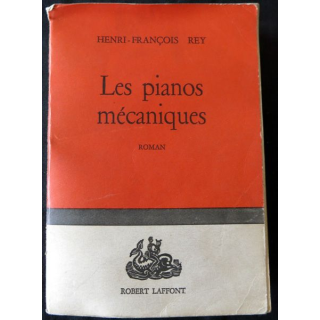 HENRI-FRANÇOIS REY
Les pianos
mécaniques
ROMAN
ROBERT LAFFONT